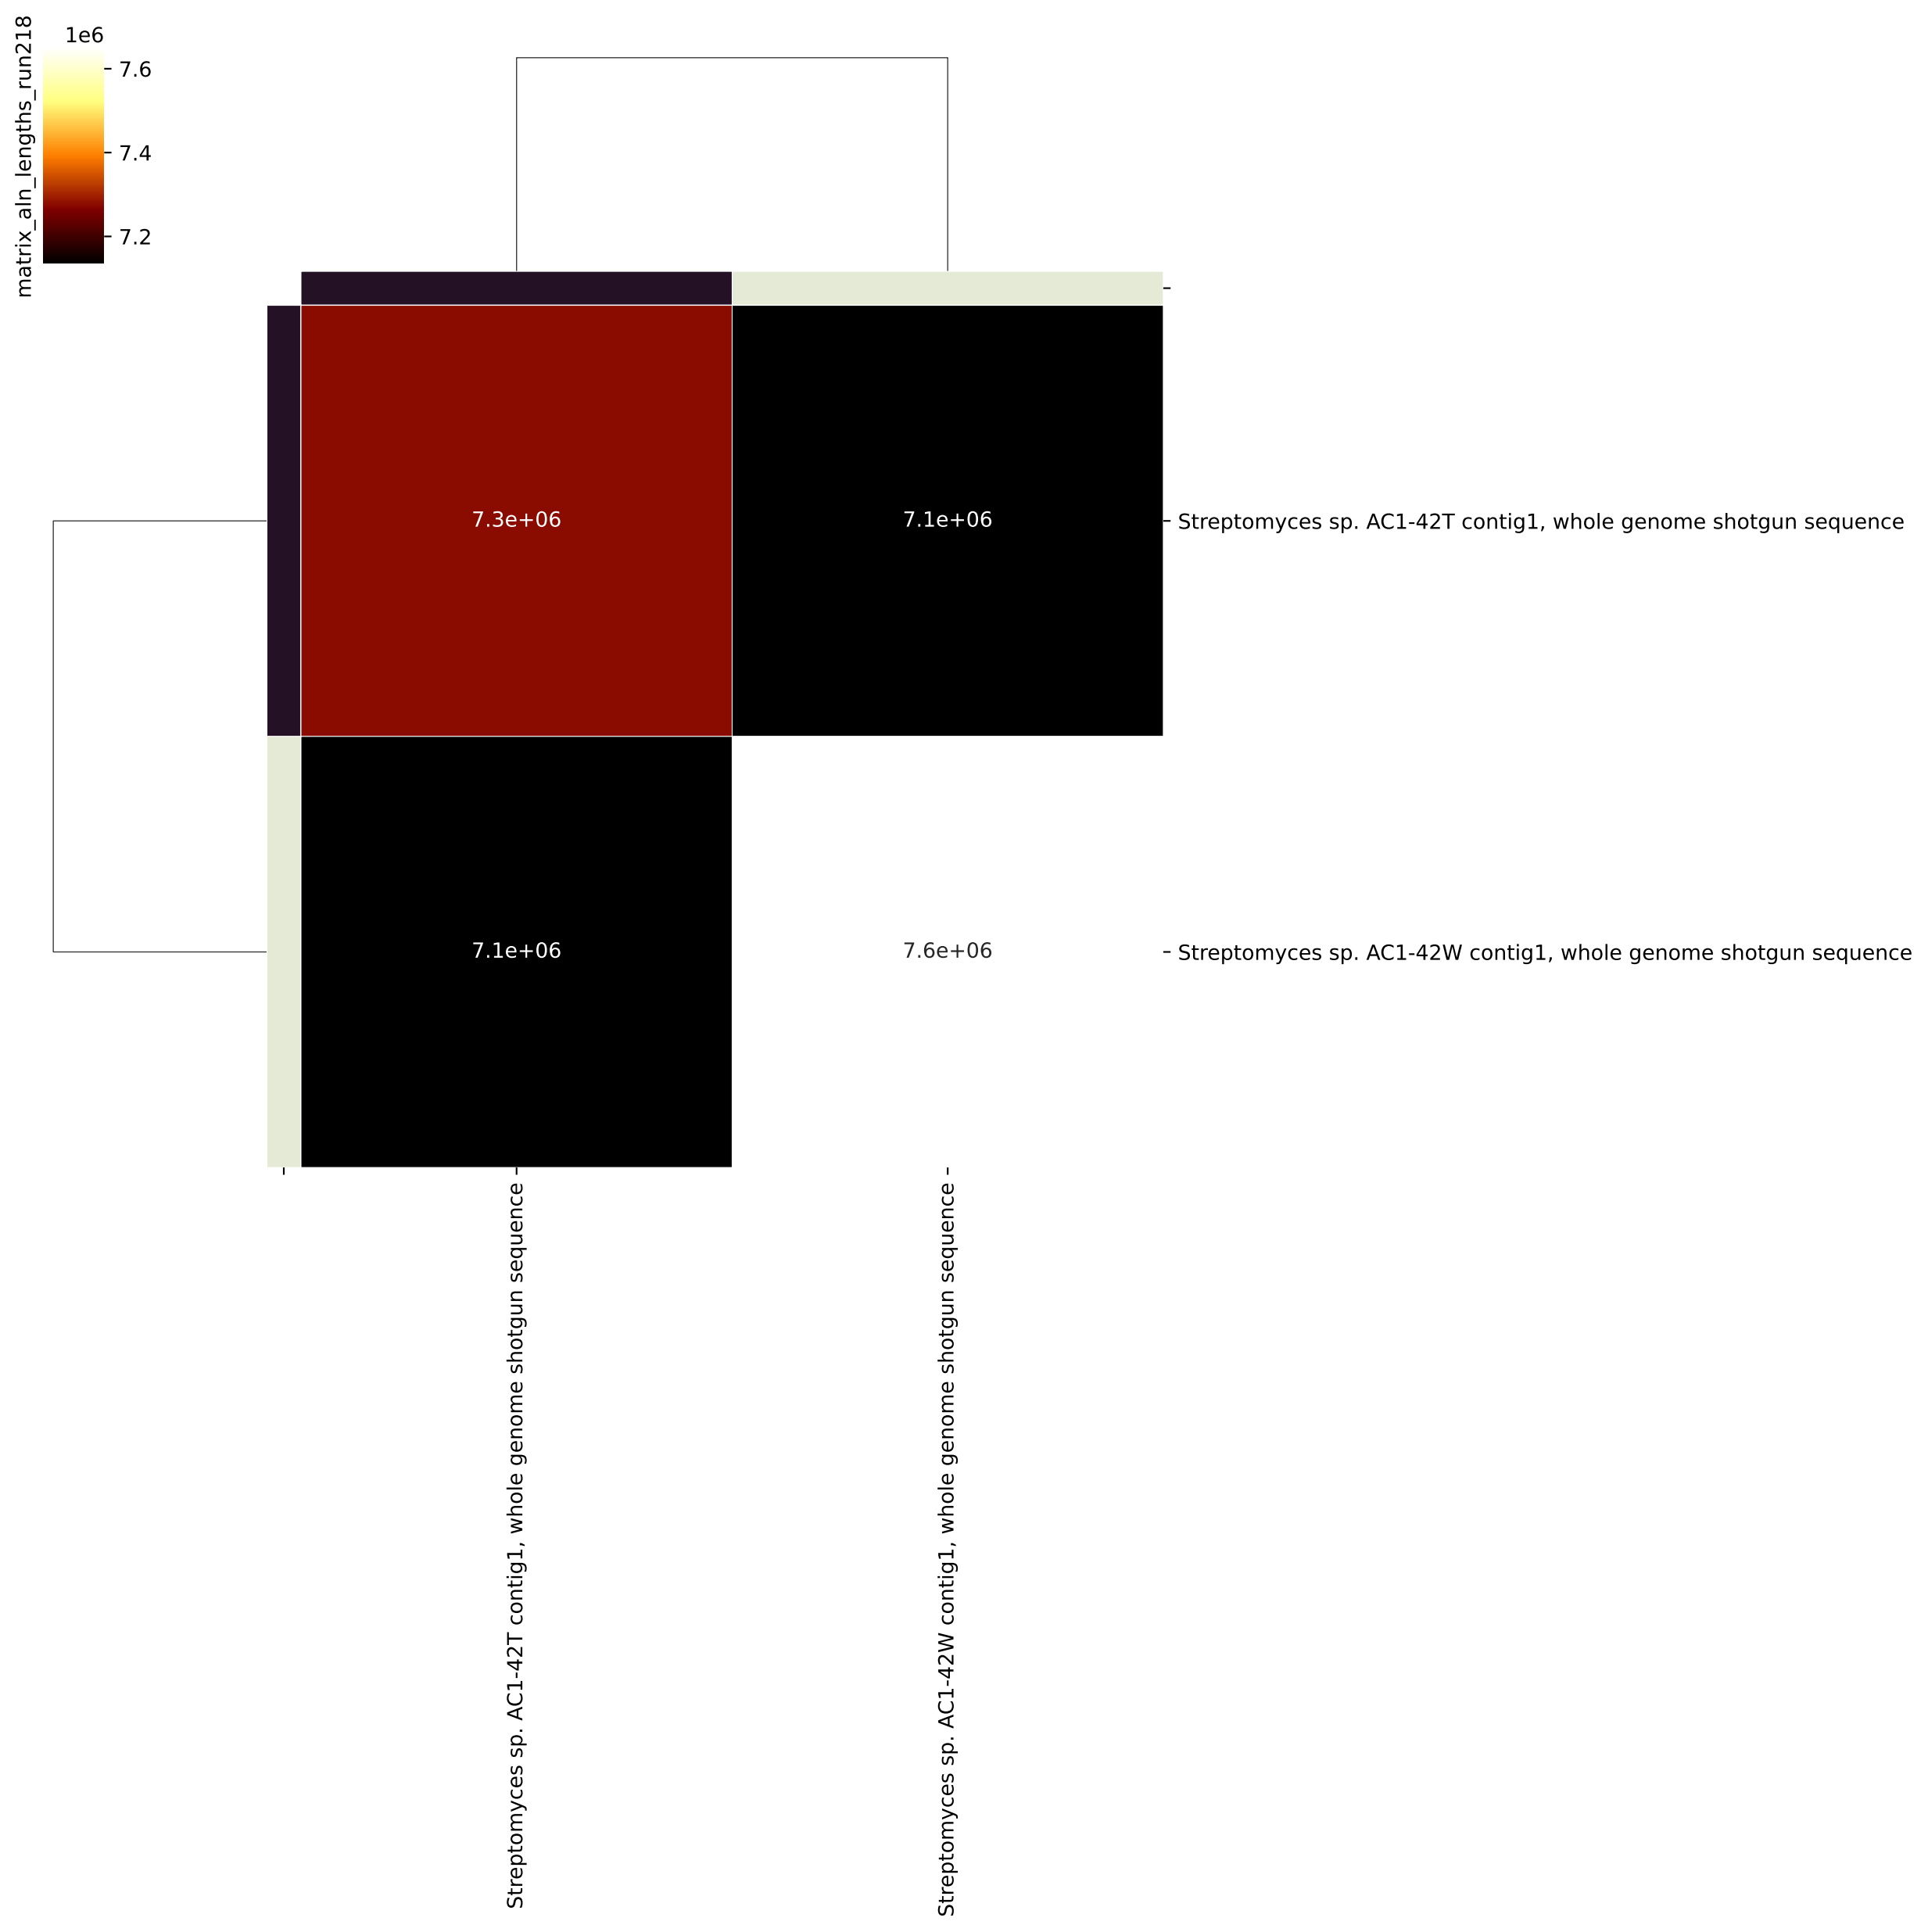 matrix_aln_lengths_run218
1e6
7.6
7.4
7.2
7.3e+06
7.1e+06
Streptomyces sp. AC1-42T contig1, whole genome shotgun sequence
7.1e+06
7.6e+06
Streptomyces sp. AC1-42W contig1, whole genome shotgun sequence
Streptomyces sp. AC1-42T contig1, whole genome shotgun sequence
Streptomyces sp. AC1-42W contig1, whole genome shotgun sequence